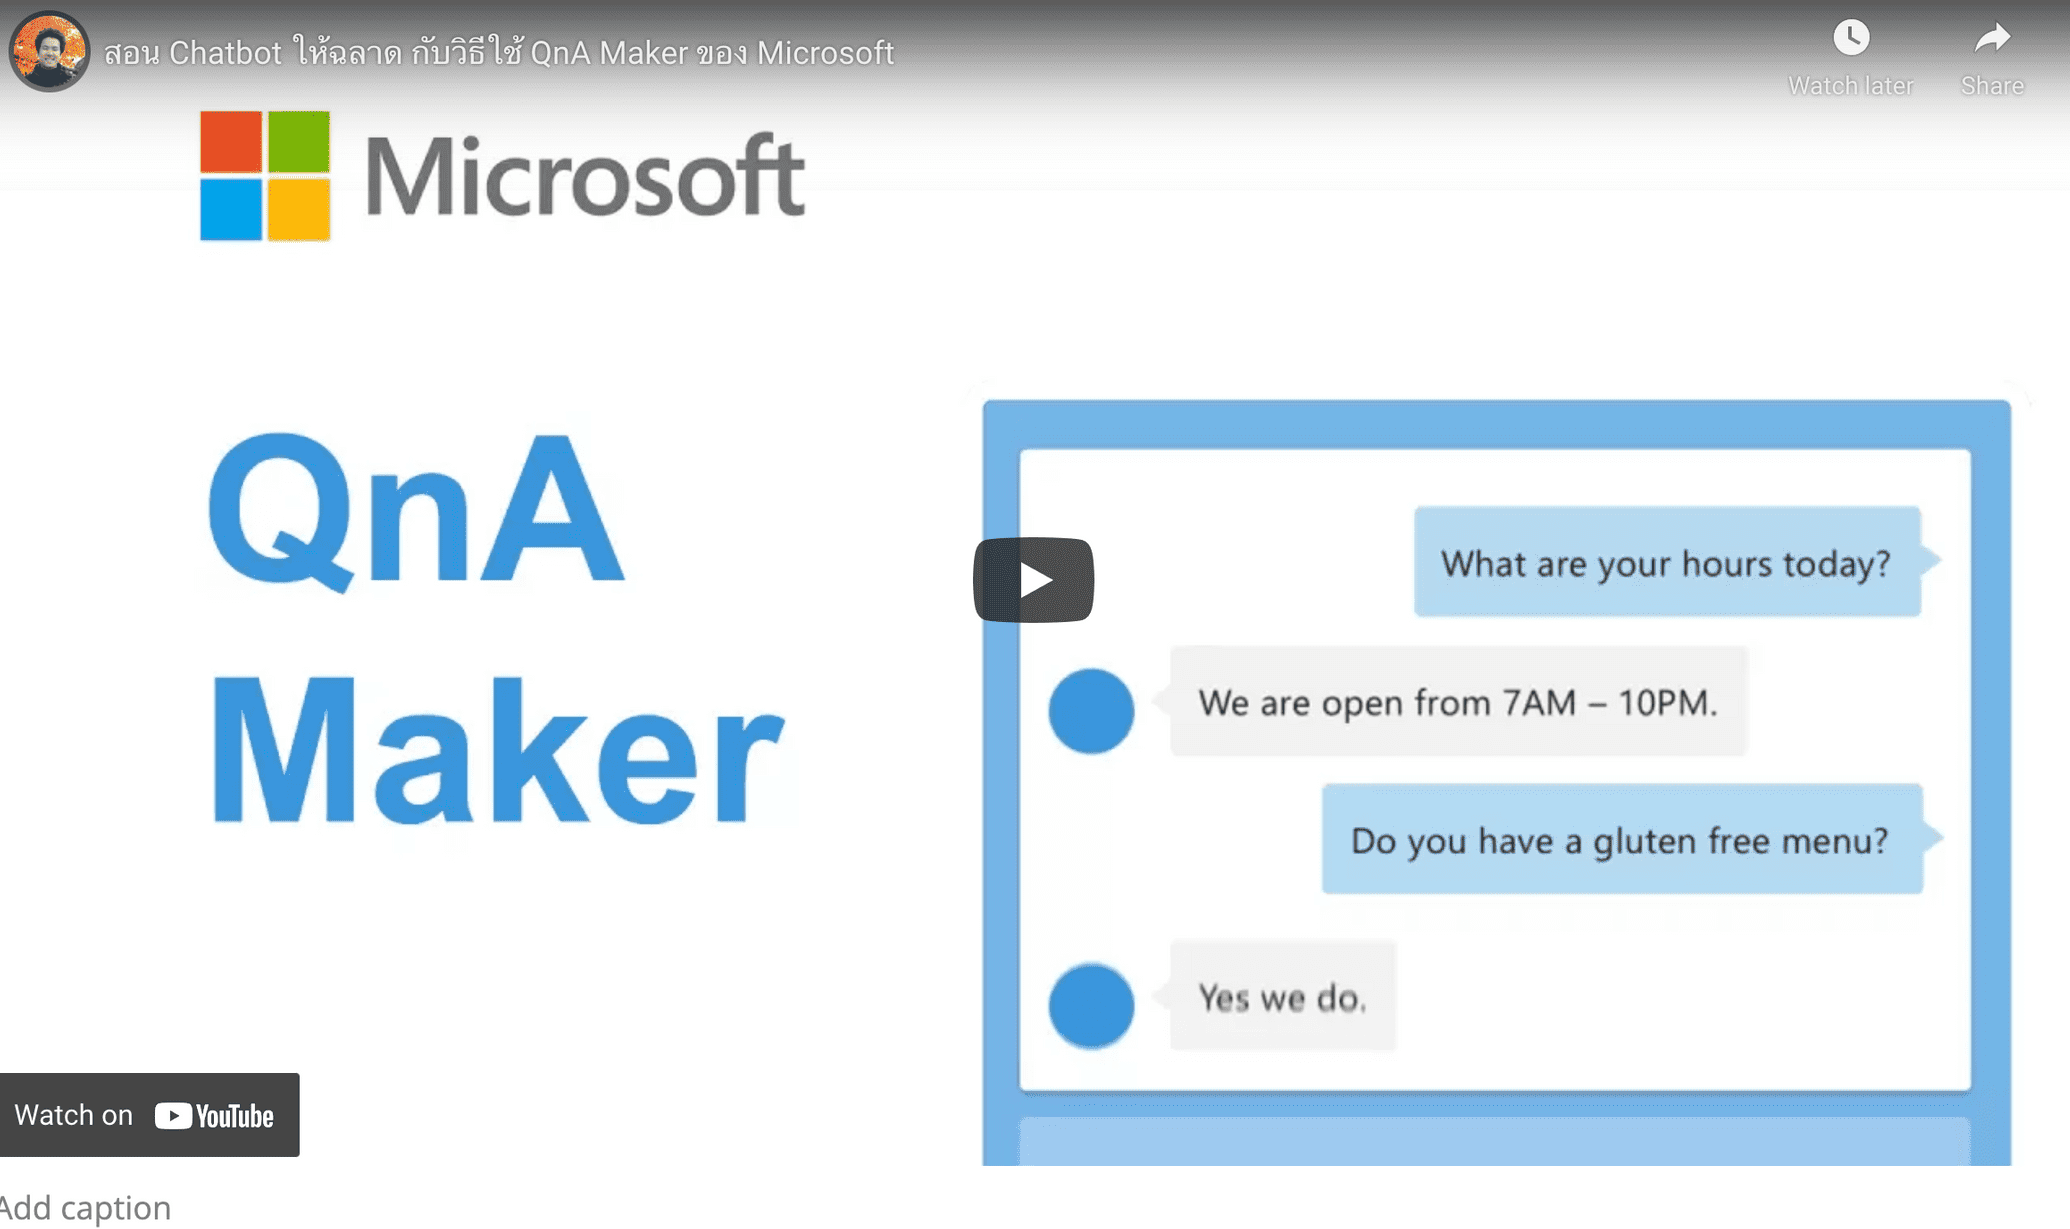 สอน Chatbot ให้ฉลาด กับวิธีใช้ QnA Maker ของ Microsoft
Watch later
Share
Microsoft
QnA
Maker
What are your hours today?
We are open from 7AM – 10PM.
Do you have a gluten free menu?
Yes we do.
Watch on YouTube
Add caption